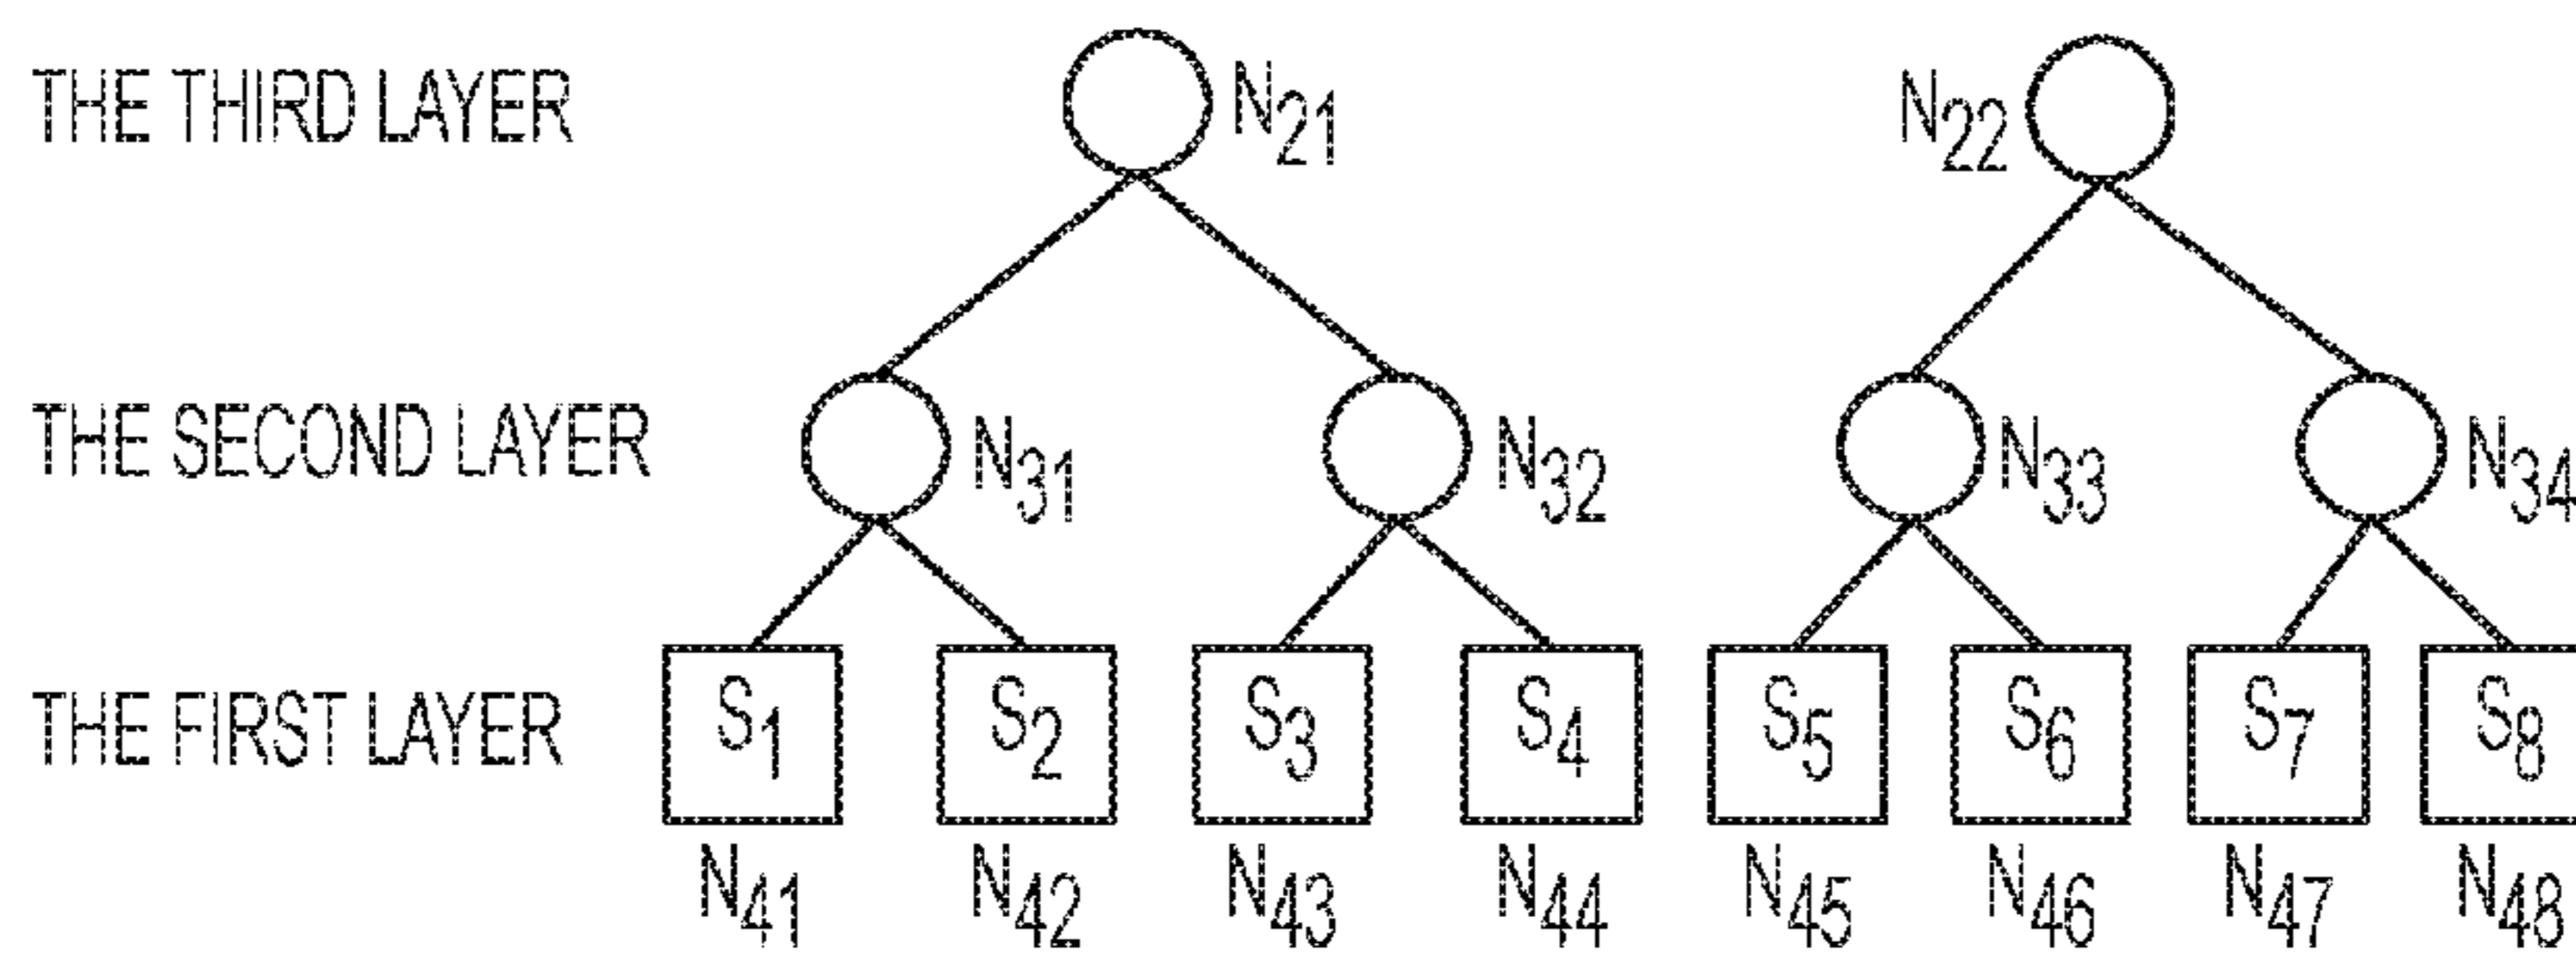 THE THIRD LAYER N21 N22
THE SECOND LAYER N31 N32 N33 N34
THE FIRST LAYER S1 S2 S3 S4 S5 S6 S7 S8
N41 N42 N43 N44 N45 N46 N47 N48